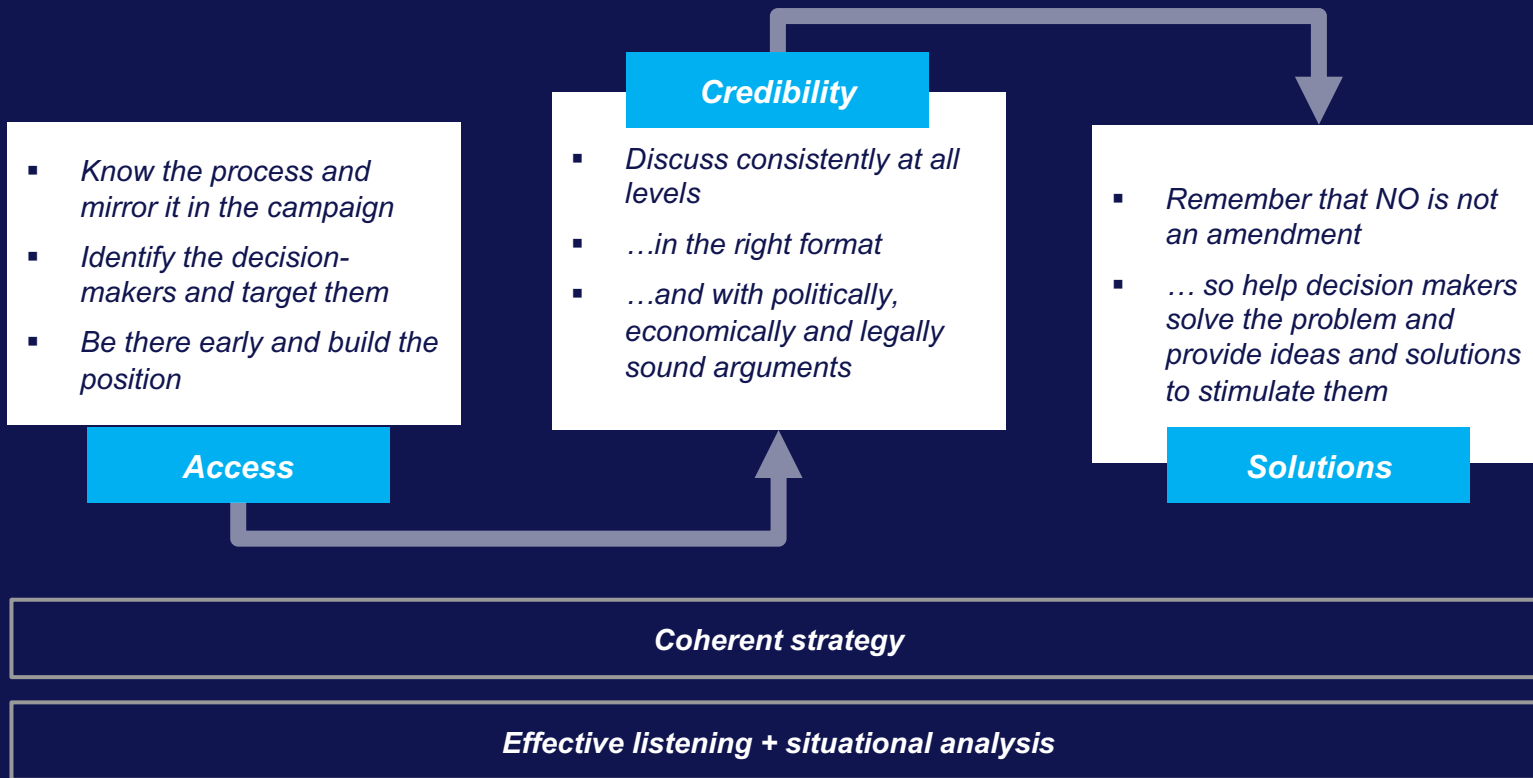 ▪ Know the process and
mirror it in the campaign
▪ Identify the decision-
makers and target them
▪ Be there early and build the
position
Access
Credibility
▪ Discuss consistently at all
levels
▪ …in the right format
▪ …and with politically,
economically and legally
sound arguments
▪ Remember that NO is not
an amendment
▪ … so help decision makers
solve the problem and
provide ideas and solutions
to stimulate them
Solutions
Coherent strategy
Effective listening + situational analysis